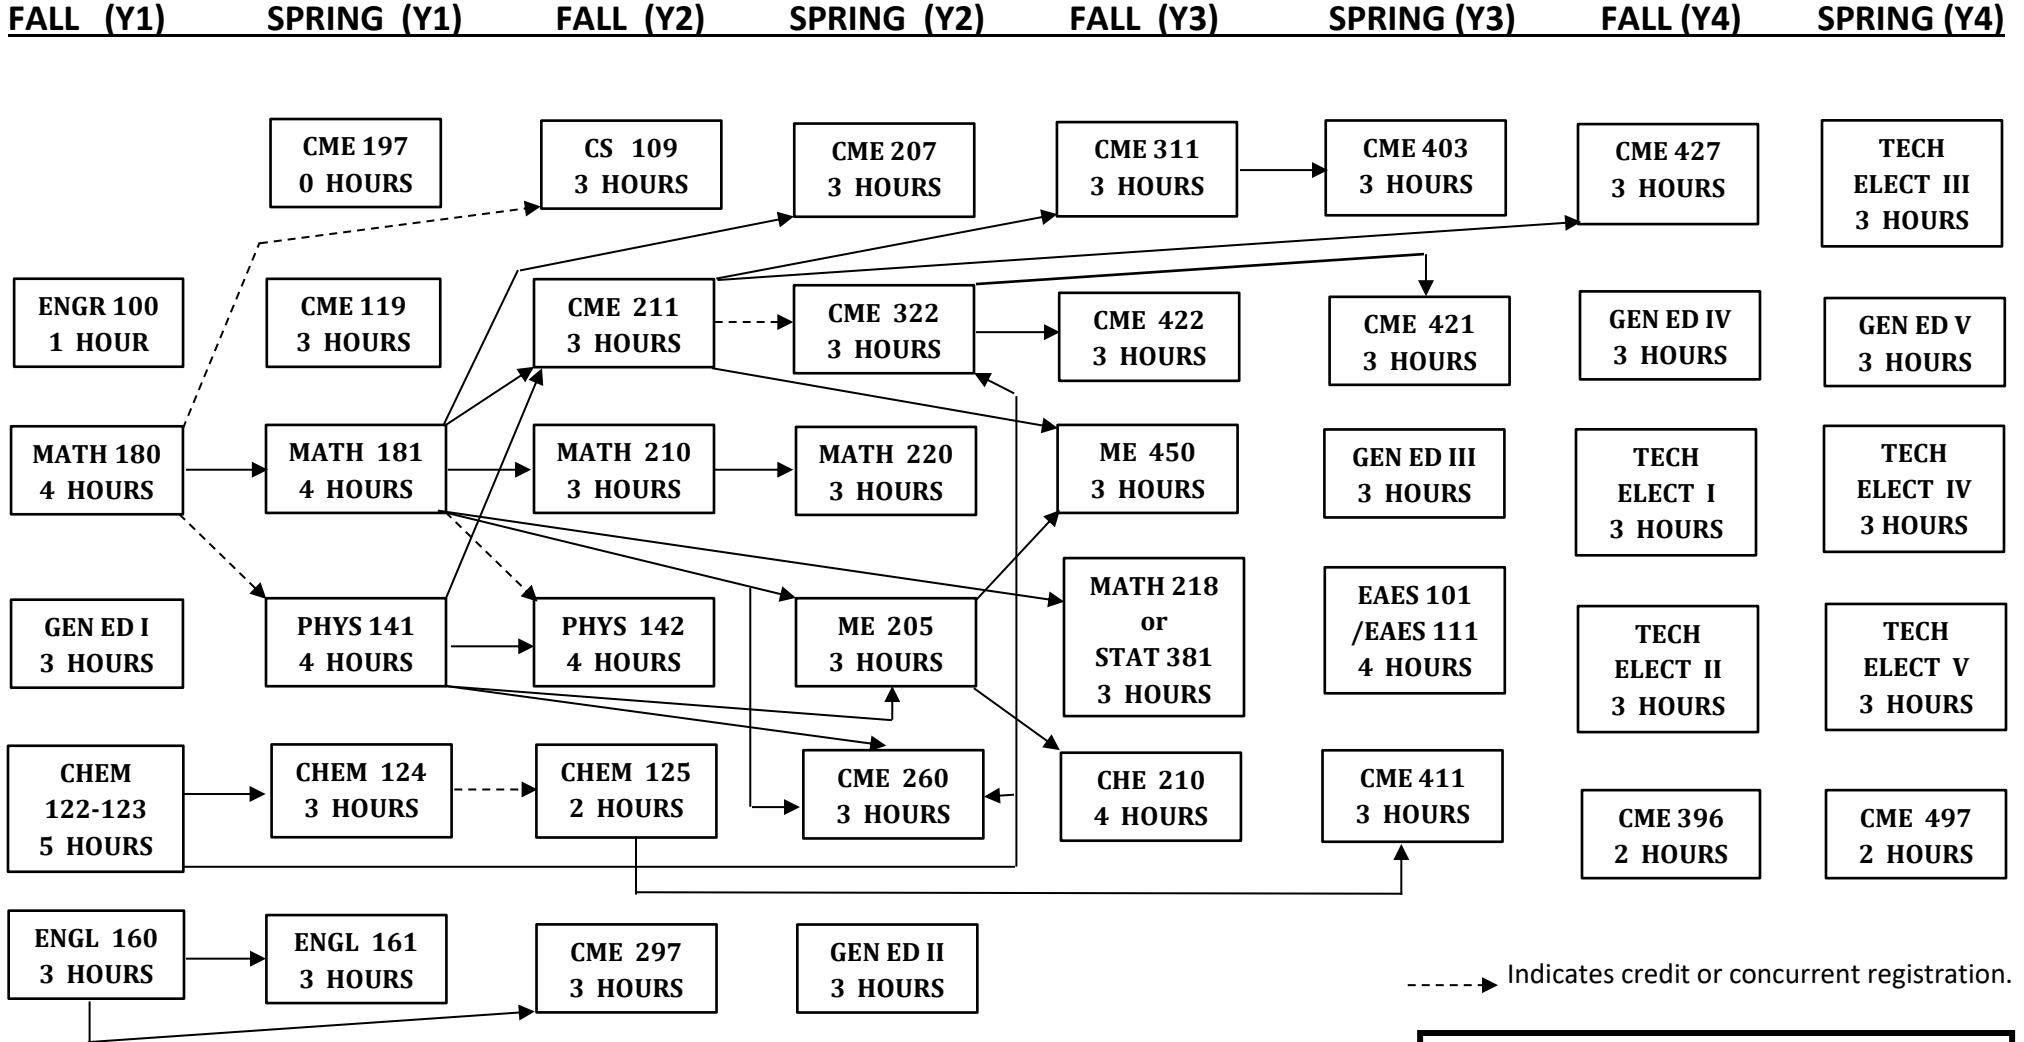 FALL (Y1) SPRING (Y1) FALL (Y2) SPRING (Y2) FALL (Y3) SPRING (Y3) FALL (Y4) SPRING (Y4)
CME 197
0 HOURS
CS 109
3 HOURS
CME 207
3 HOURS
CME 311
3 HOURS
CME 403
3 HOURS
CME 427
3 HOURS
TECH
ELECT III
3 HOURS
ENGR 100
1 HOUR
CME 119
3 HOURS
CME 211
3 HOURS
CME 322
3 HOURS
CME 422
3 HOURS
CME 421
3 HOURS
GEN ED IV
3 HOURS
GEN ED V
3 HOURS
MATH 180
4 HOURS
MATH 181
4 HOURS
MATH 210
3 HOURS
MATH 220
3 HOURS
ME 450
3 HOURS
GEN ED III
3 HOURS
TECH
ELECT I
3 HOURS
TECH
ELECT IV
3 HOURS
GEN ED I
3 HOURS
PHYS 141
4 HOURS
PHYS 142
4 HOURS
ME 205
3 HOURS
MATH 218
or
STAT 381
3 HOURS
EAES 101
/EAES 111
4 HOURS
TECH
ELECT II
3 HOURS
TECH
ELECT V
3 HOURS
CHEM
122-123
5 HOURS
CHEM 124
3 HOURS
CHEM 125
2 HOURS
CME 260
3 HOURS
CHE 210
4 HOURS
CME 411
3 HOURS
CME 396
2 HOURS
CME 497
2 HOURS
ENGL 160
3 HOURS
ENGL 161
3 HOURS
CME 297
3 HOURS
GEN ED II
3 HOURS
Indicates credit or concurrent registration.